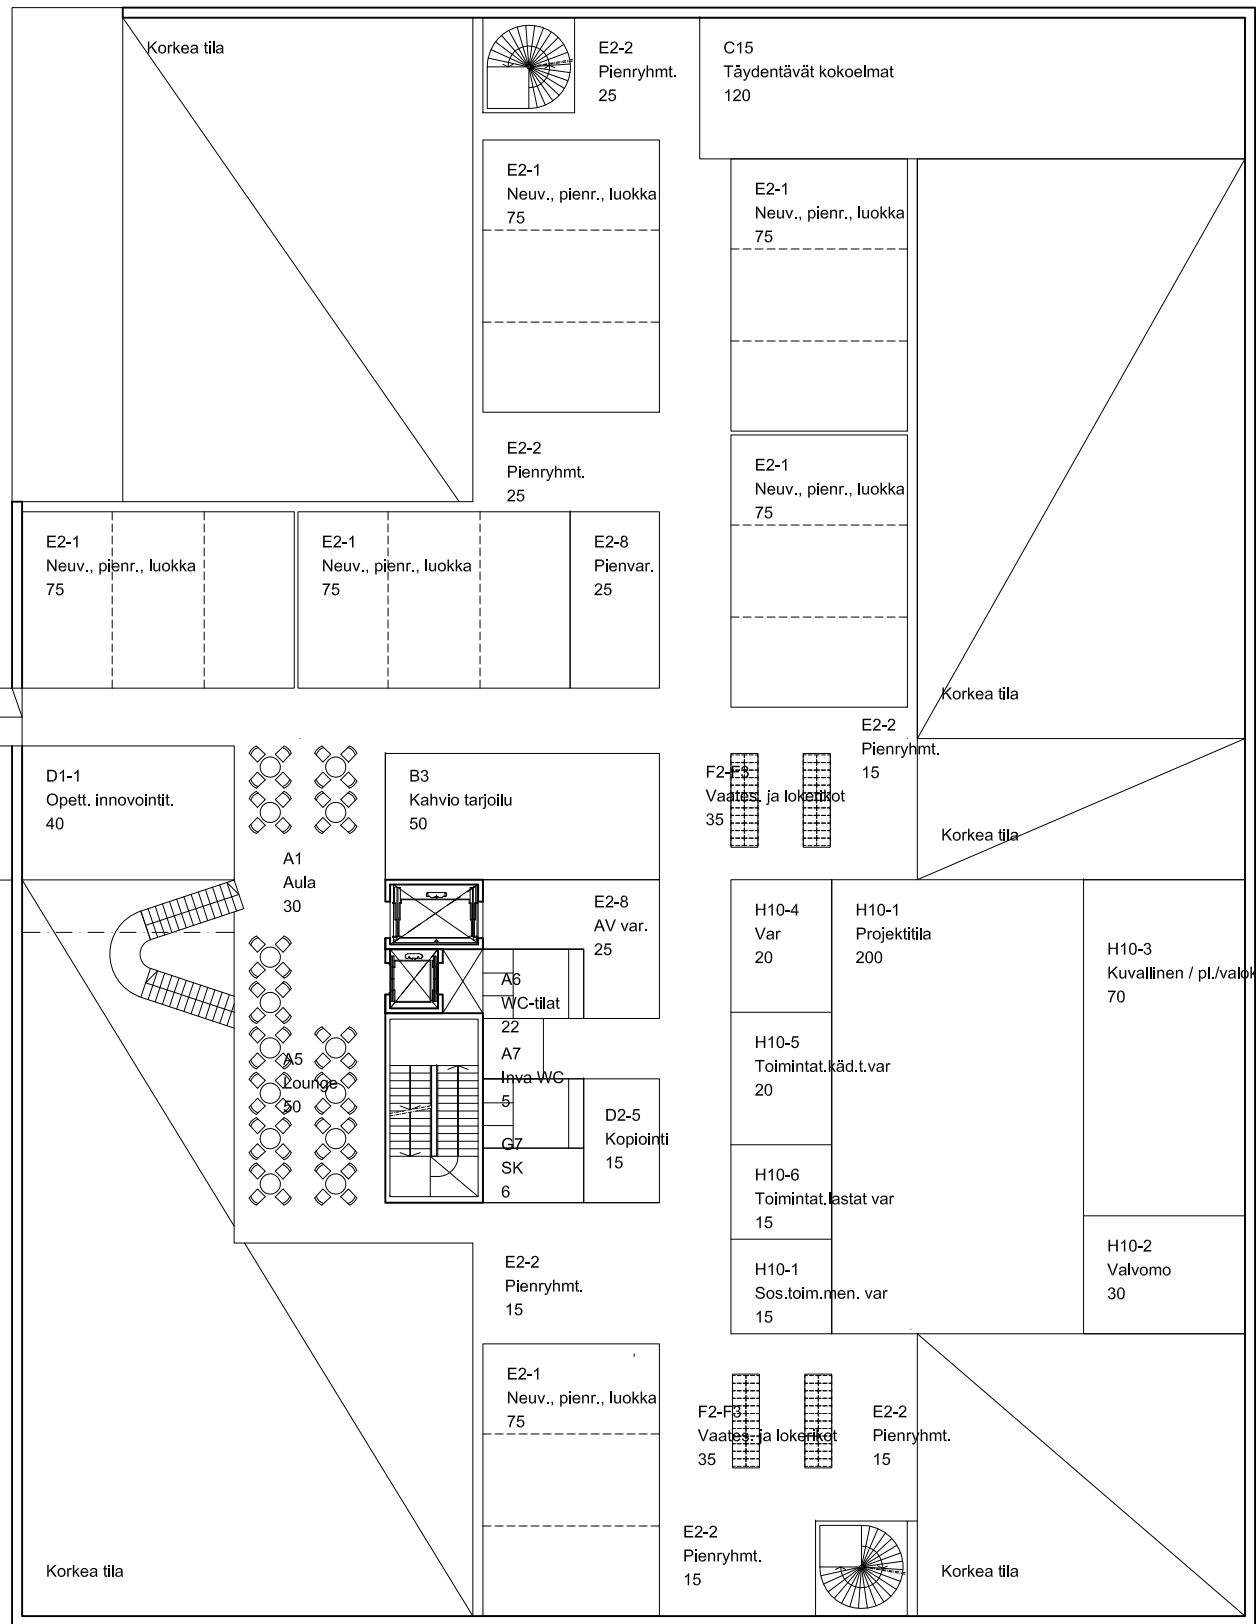 Korkea tila
E2-2
Pienryhmt.
25
C15
Täydentävät kokoelmat
120
E2-1
Neuv., pienr., luokka
75
E2-1
Neuv., pienr., luokka
75
E2-2
Pienryhmt.
25
E2-1
Neuv., pienr., luokka
75
E2-1
Neuv., pienr., luokka
75
E2-1
Neuv., pienr., luokka
75
E2-8
Pienvar.
25
Korkea tila
E2-2
Pienryhmt.
15
D1-1
Opett. innovointit.
40
B3
Kahvio tarjoilu
50
F2-F3
Vaates. ja lokerikot
35
Korkea tila
A1
Aula
30
E2-8
AV var.
25
H10-4
Var
20
H10-1
Projektitila
200
H10-3
Kuvallinen / pl./valok
70
A6
WC-tilat
22
A7
Inva WC
5
H10-5
Toimintat.käd.t.var
20
A5
Lounge
50
D2-5
Kopiointi
15
G7
SK
6
H10-6
Toimintat.lastat var
15
E2-2
Pienryhmt.
15
H10-1
Sos.toim.men. var
15
H10-2
Valvomo
30
E2-1
Neuv., pienr., luokka
75
F2-F3
Vaates. ja lokerikot
35
E2-2
Pienryhmt.
15
E2-2
Pienryhmt.
15
Korkea tila
Korkea tila